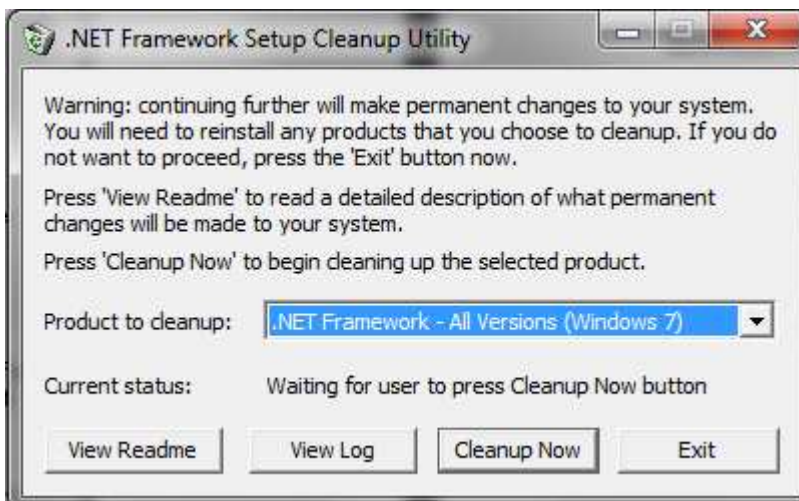 .NET Framework Setup Cleanup Utility
Warning: continuing further will make permanent changes to your system.
You will need to reinstall any products that you choose to cleanup. If you do
not want to proceed, press the 'Exit' button now.
Press 'View Readme' to read a detailed description of what permanent
changes will be made to your system.
Press 'Cleanup Now' to begin cleaning up the selected product.
Product to cleanup: .NET Framework - All Versions (Windows 7)
Current status: Waiting for user to press Cleanup Now button
View Readme View Log Cleanup Now Exit